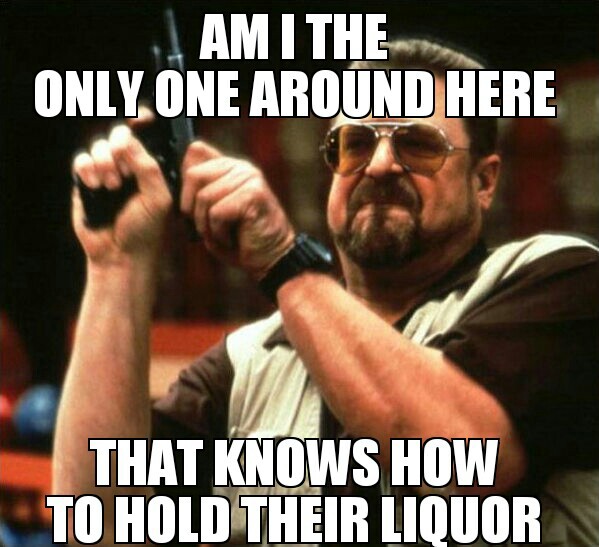 AM I THE
ONLY ONE AROUND HERE
THAT KNOWS HOW
TO HOLD THEIR LIQUOR